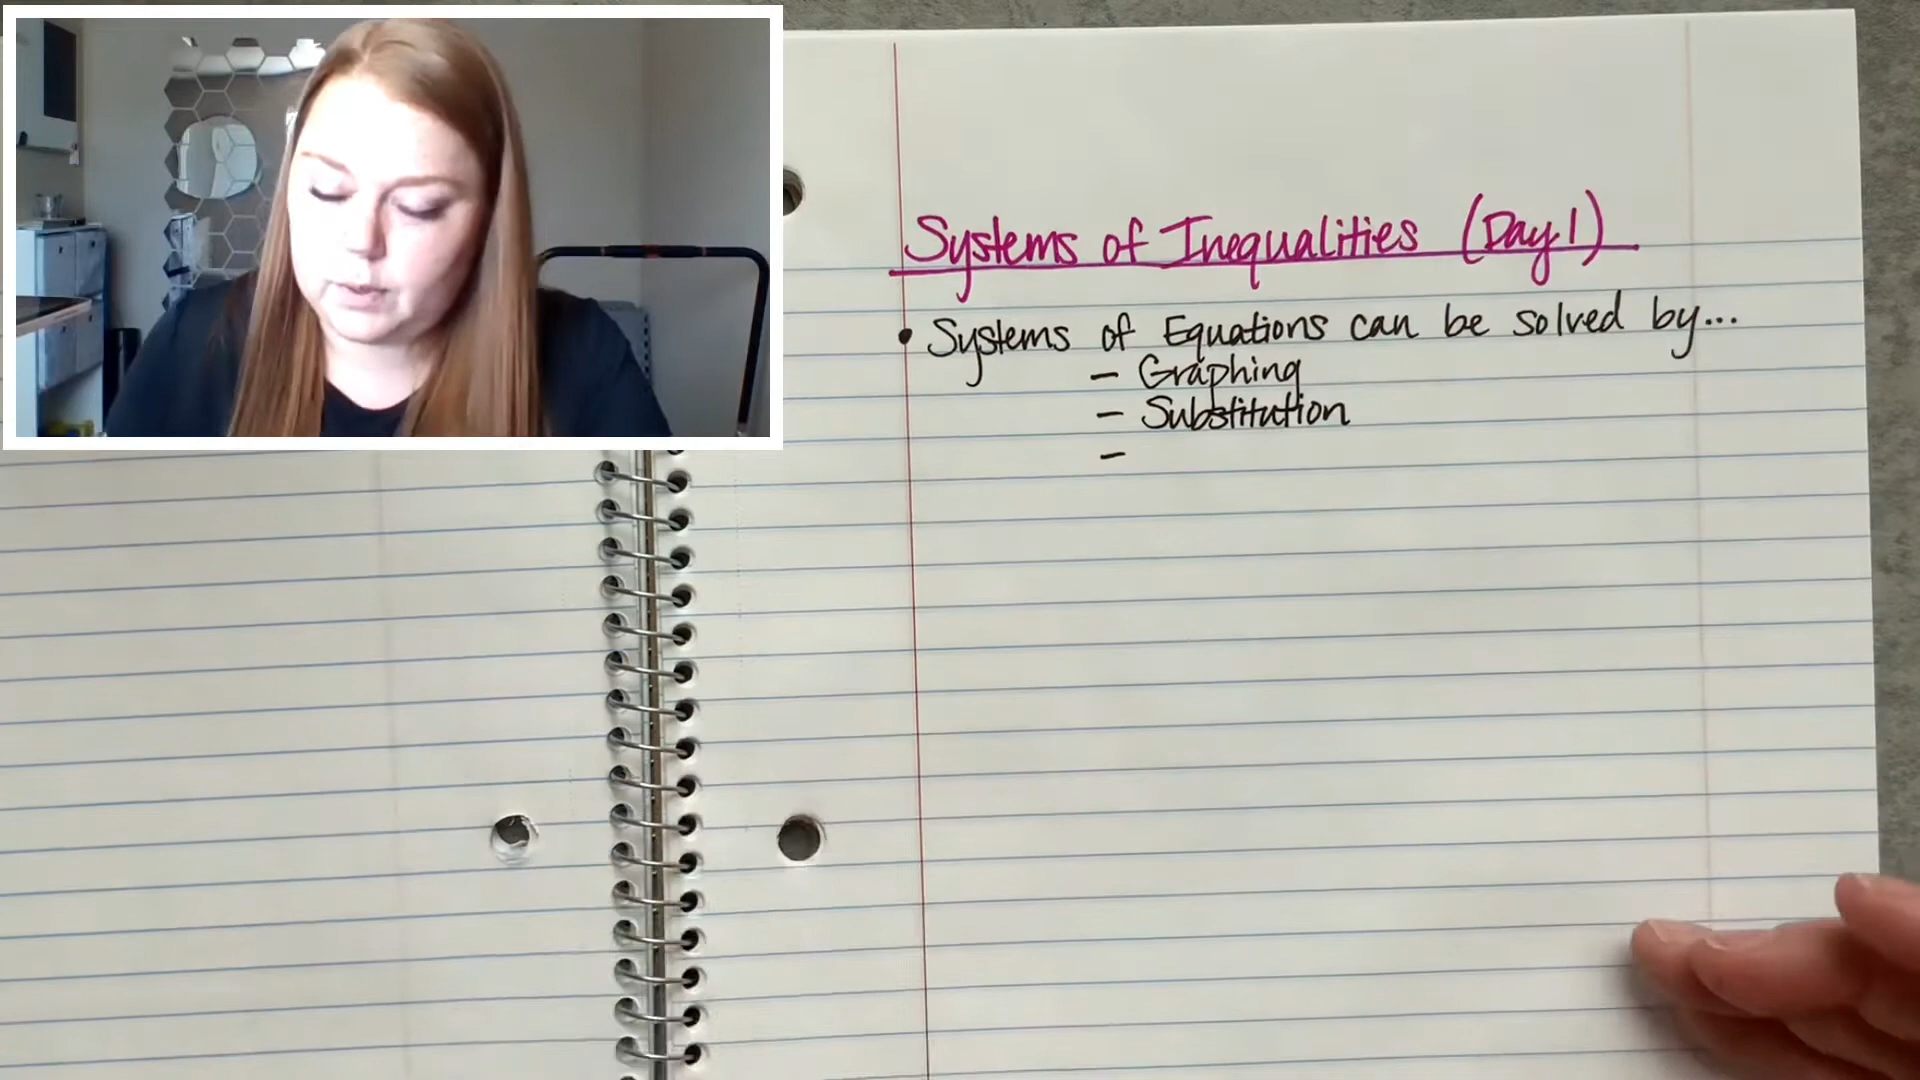 Systems of Inequalities (Day 1)
• Systems of Equations can be solved by...
– Graphing
– Substitution
–